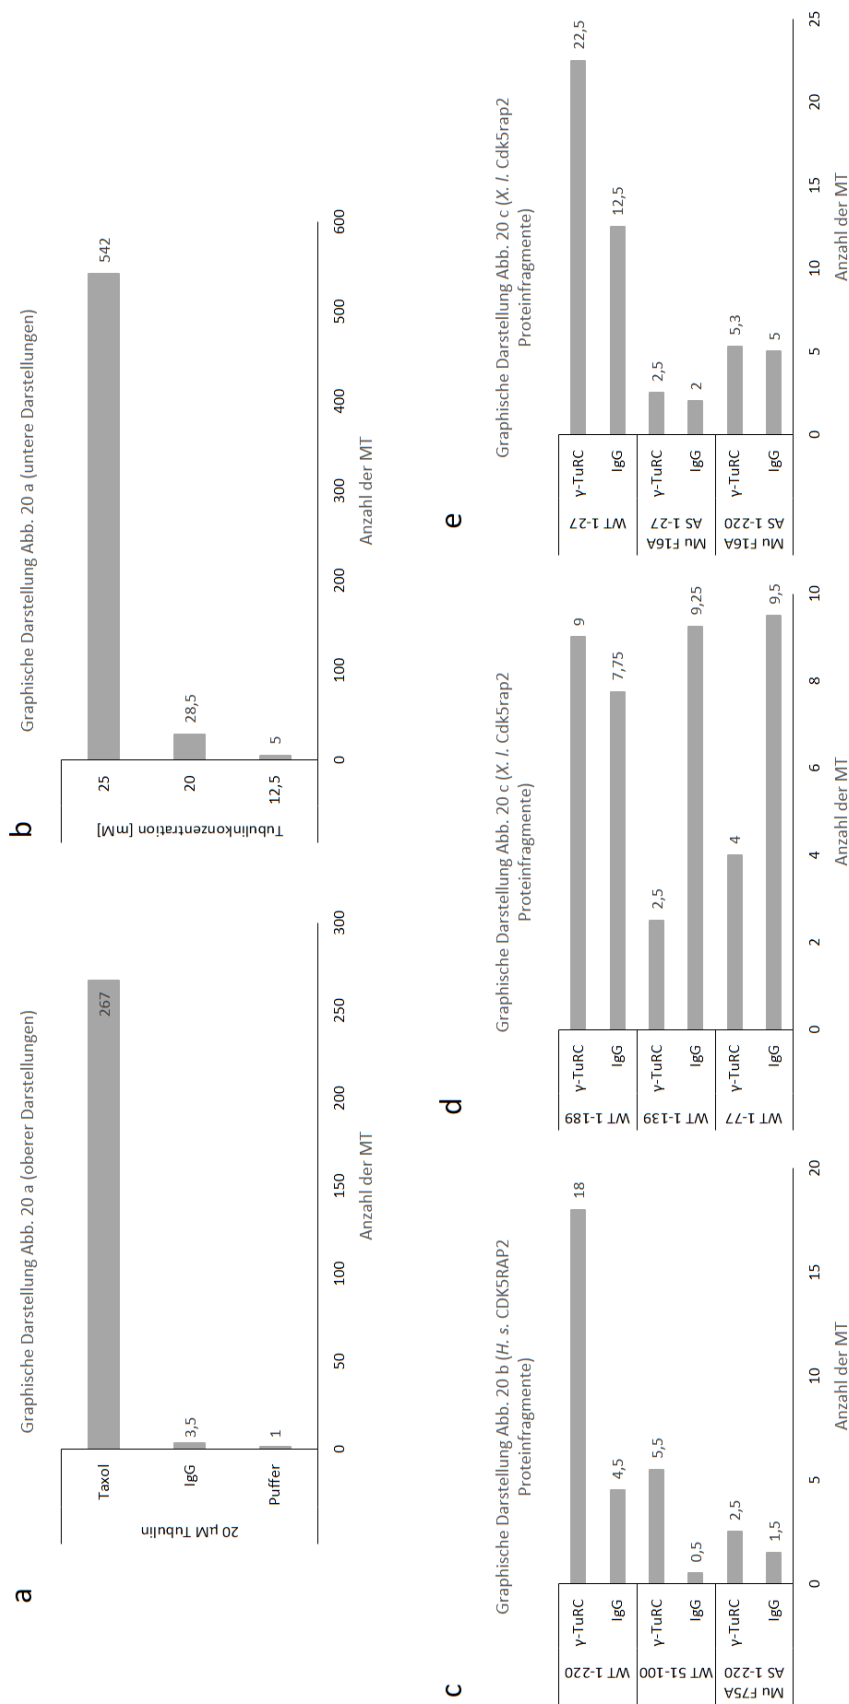 a
Graphische Darstellung Abb. 20 a (oberer Darstellungen)
20 µM Tubulin
Taxol
267
IgG
3,5
Puffer
1
0
50
100
150
200
250
300
Anzahl der MT
b
Graphische Darstellung Abb. 20 a (untere Darstellungen)
Tubulinkonzentration [mM]
25
542
20
28,5
12,5
5
0
100
200
300
400
500
600
Anzahl der MT
c
Graphische Darstellung Abb. 20 b (H. s. CDK5RAP2
Proteinfragmente)
WT 1-220
γ-TuRC
18
IgG
4,5
WT 51-100
γ-TuRC
5,5
IgG
0,5
Mu F75A
AS 1-220
γ-TuRC
2,5
IgG
1,5
0
5
10
15
20
Anzahl der MT
d
Graphische Darstellung Abb. 20 c (X. l. Cdk5rap2
Proteinfragmente)
WT 1-189
γ-TuRC
9
IgG
7,75
WT 1-139
γ-TuRC
2,5
IgG
9,25
WT 1-77
γ-TuRC
4
IgG
9,5
0
2
4
6
8
10
Anzahl der MT
e
Graphische Darstellung Abb. 20 c (X. l. Cdk5rap2
Proteinfragmente)
WT 1-27
γ-TuRC
22,5
IgG
12,5
Mu F16A
AS 1-27
γ-TuRC
2,5
IgG
2
Mu F16A
AS 1-220
γ-TuRC
5,3
IgG
5
0
5
10
15
20
25
Anzahl der MT